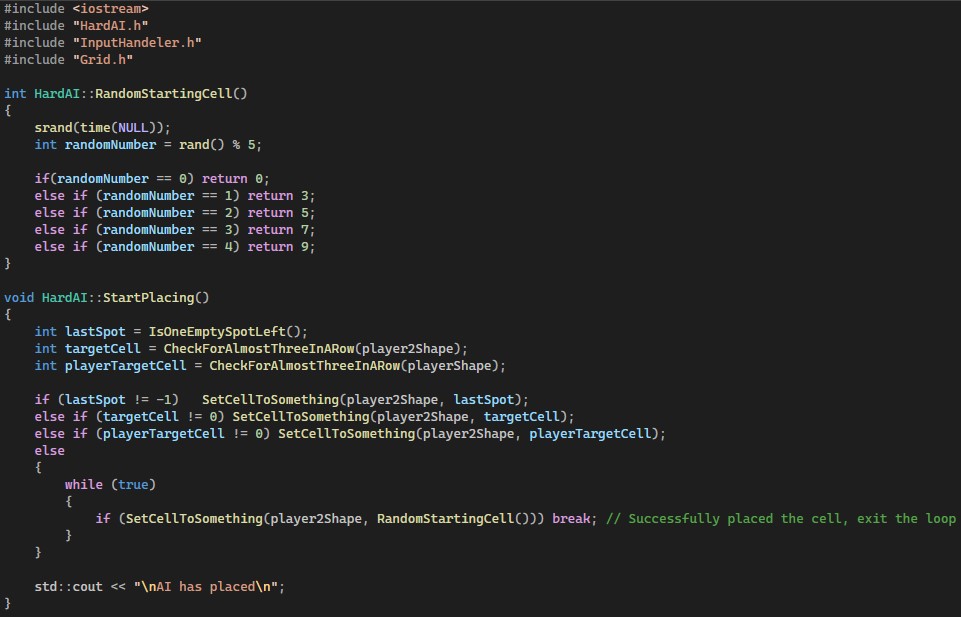 #include <iostream>
#include "HardAI.h"
#include "InputHandeler.h"
#include "Grid.h"

int HardAI::RandomStartingCell()
{
    srand(time(NULL));
    int randomNumber = rand() % 5;

    if(randomNumber == 0) return 0;
    else if (randomNumber == 1) return 3;
    else if (randomNumber == 2) return 5;
    else if (randomNumber == 3) return 7;
    else if (randomNumber == 4) return 9;
}

void HardAI::StartPlacing()
{
    int lastSpot = IsOneEmptySpotLeft();
    int targetCell = CheckForAlmostThreeInARow(player2Shape);
    int playerTargetCell = CheckForAlmostThreeInARow(playerShape);

    if (lastSpot != -1)   SetCellToSomething(player2Shape, lastSpot);
    else if (targetCell != 0) SetCellToSomething(player2Shape, targetCell);
    else if (playerTargetCell != 0) SetCellToSomething(player2Shape, playerTargetCell);
    else
    {
        while (true)
        {
            if (SetCellToSomething(player2Shape, RandomStartingCell())) break; // Successfully placed the cell, exit the loop
        }
    }

    std::cout << "\nAI has placed\n";
}